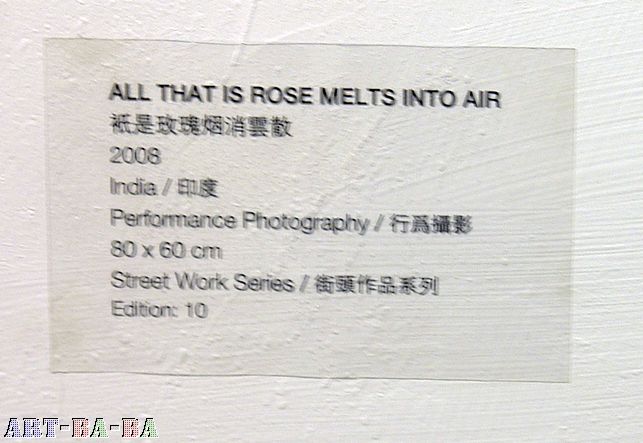 ALL THAT IS ROSE MELTS INTO AIR
衹是玫瑰烟消雲散
2008
India / 印度
Performance Photography / 行爲攝影
80 x 60 cm
Street Work Series / 街頭作品系列
Edition: 10
ART-BA-BA